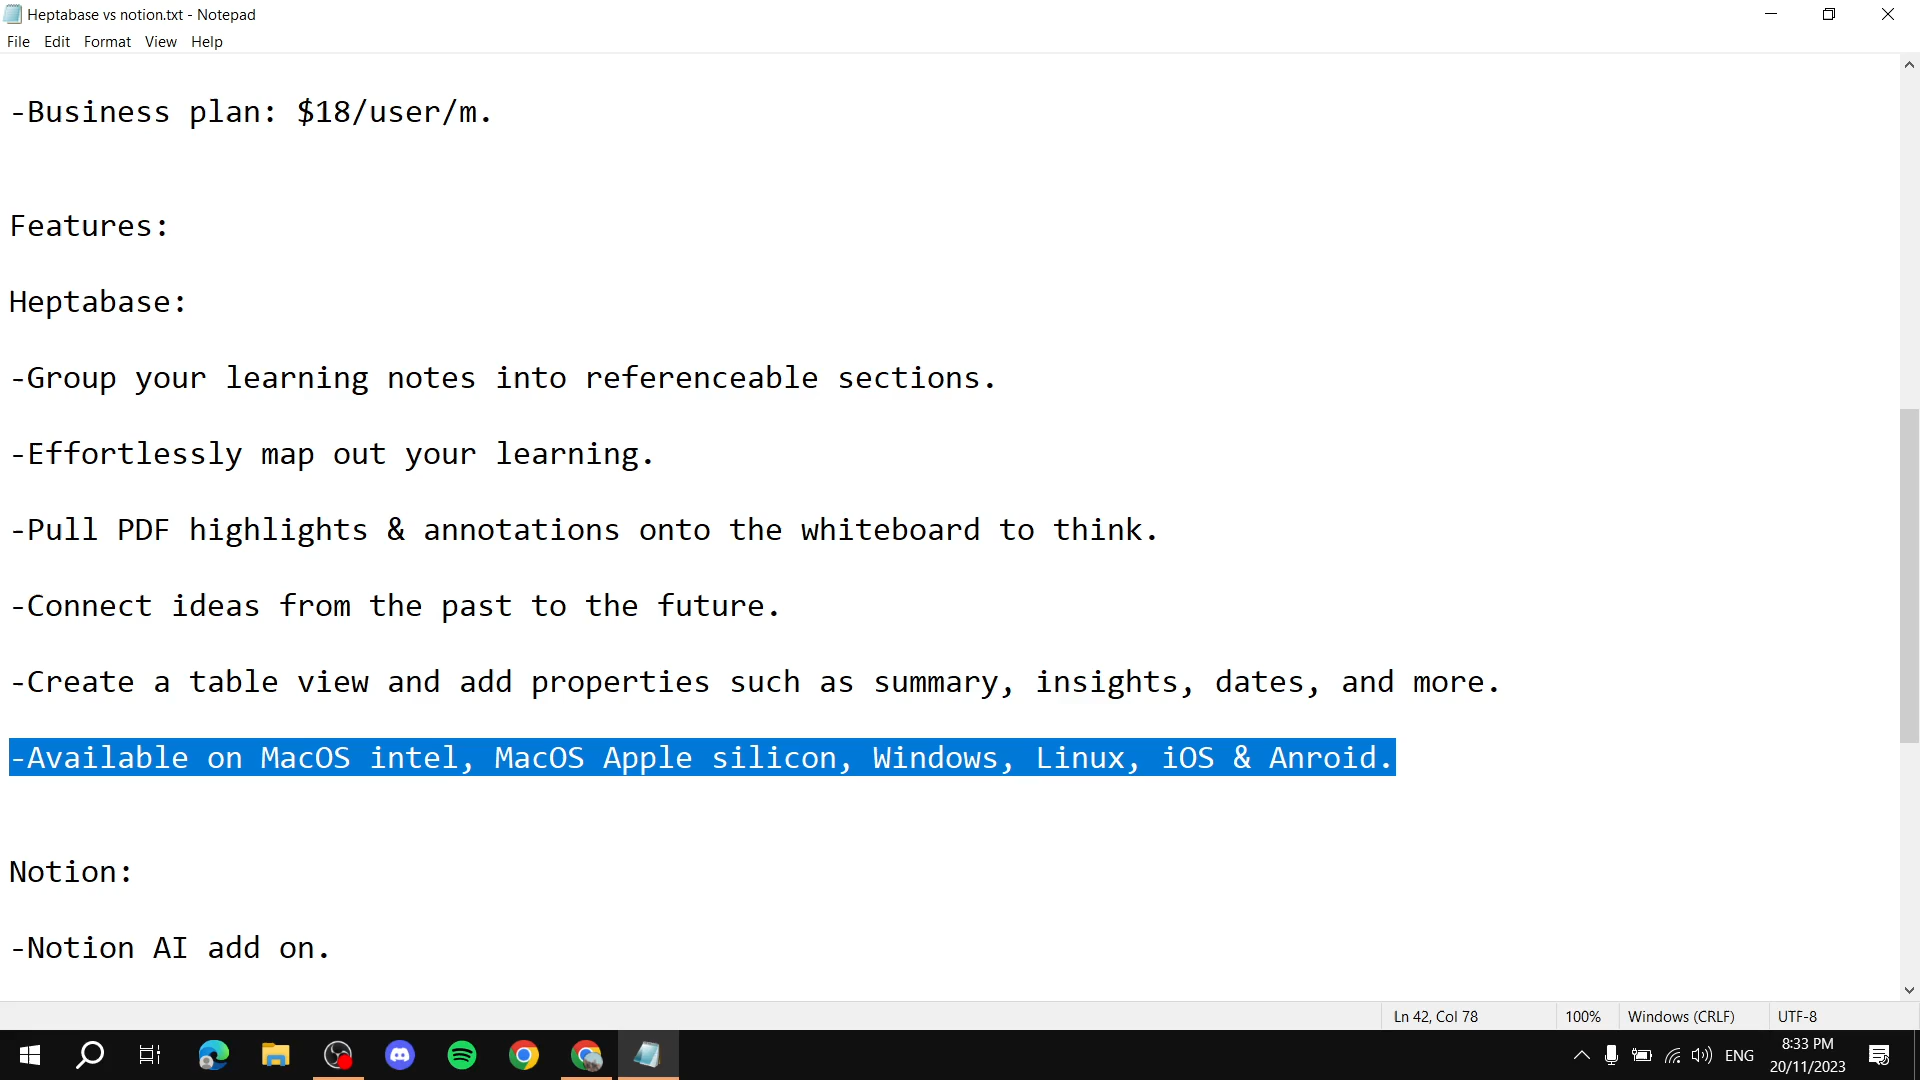 Heptabase vs notion.txt - Notepad
File Edit Format View Help
-Business plan: $18/user/m.
Features:
Heptabase:
-Group your learning notes into referenceable sections.
-Effortlessly map out your learning.
-Pull PDF highlights & annotations onto the whiteboard to think.
-Connect ideas from the past to the future.
-Create a table view and add properties such as summary, insights, dates, and more.
-Available on MacOS intel, MacOS Apple silicon, Windows, Linux, iOS & Anroid.
Notion:
-Notion AI add on.
Ln 42, Col 78 100% Windows (CRLF) UTF-8
ENG
8:33 PM
20/11/2023